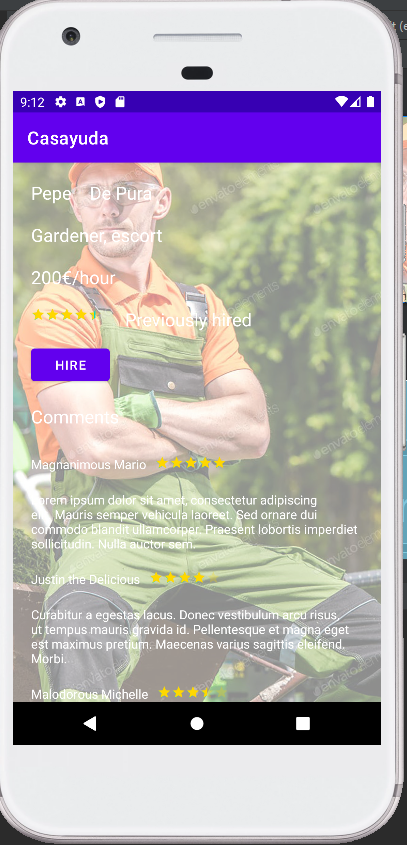 9:12
Casayuda
Pepe De Pura
Gardener, escort
200€/hour
Previously hired
HIRE
Comments
Magnanimous Mario
Lorem ipsum dolor sit amet, consectetur adipiscing
elit. Mauris semper vehicula laoreet. Sed ornare dui
commodo blandit ullamcorper. Praesent lobortis imperdiet
sollicitudin. Nulla auctor sem.
Justin the Delicious
Curabitur a egestas lacus. Donec vestibulum arcu risus,
ut tempus mauris gravida id. Pellentesque et magna eget
est maximus pretium. Maecenas varius sagittis eleifend.
Morbi.
Malodorous Michelle